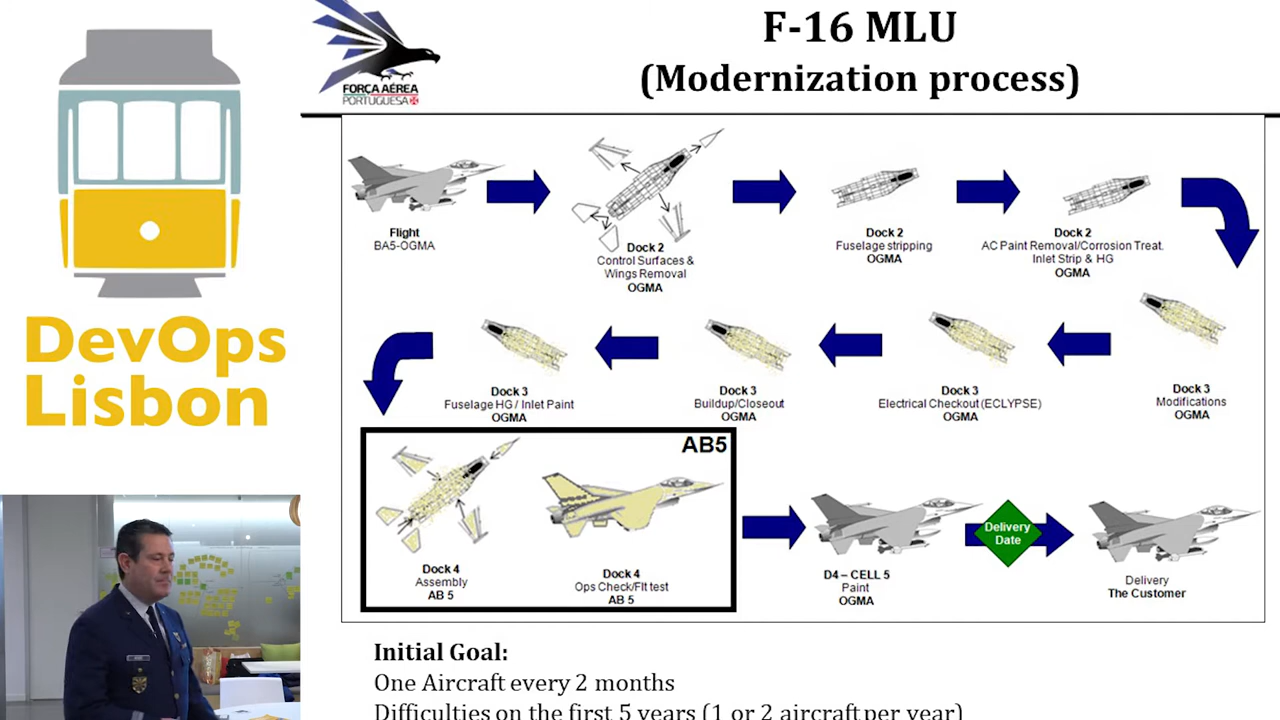 F-16 MLU
(Modernization process)
FORÇA AÉREA
PORTUGUESA
DevOps
Lisbon
Flight
BA5-OGMA
Dock 2
Control Surfaces &
Wings Removal
OGMA
Dock 2
Fuselage stripping
OGMA
Dock 2
AC Paint Removal/Corrosion Treat.
Inlet Strip & HG
OGMA
Dock 3
Fuselage HG / Inlet Paint
OGMA
Dock 3
Buildup/Closeout
OGMA
Dock 3
Electrical Checkout (ECLYPSE)
OGMA
Dock 3
Modifications
OGMA
AB5
Dock 4
Assembly
AB 5
Dock 4
Ops Check/Flt test
AB 5
D4 – CELL 5
Paint
OGMA
Delivery
Date
Delivery
The Customer
Initial Goal:
One Aircraft every 2 months
Difficulties on the first 5 years (1 or 2 aircraft per year)